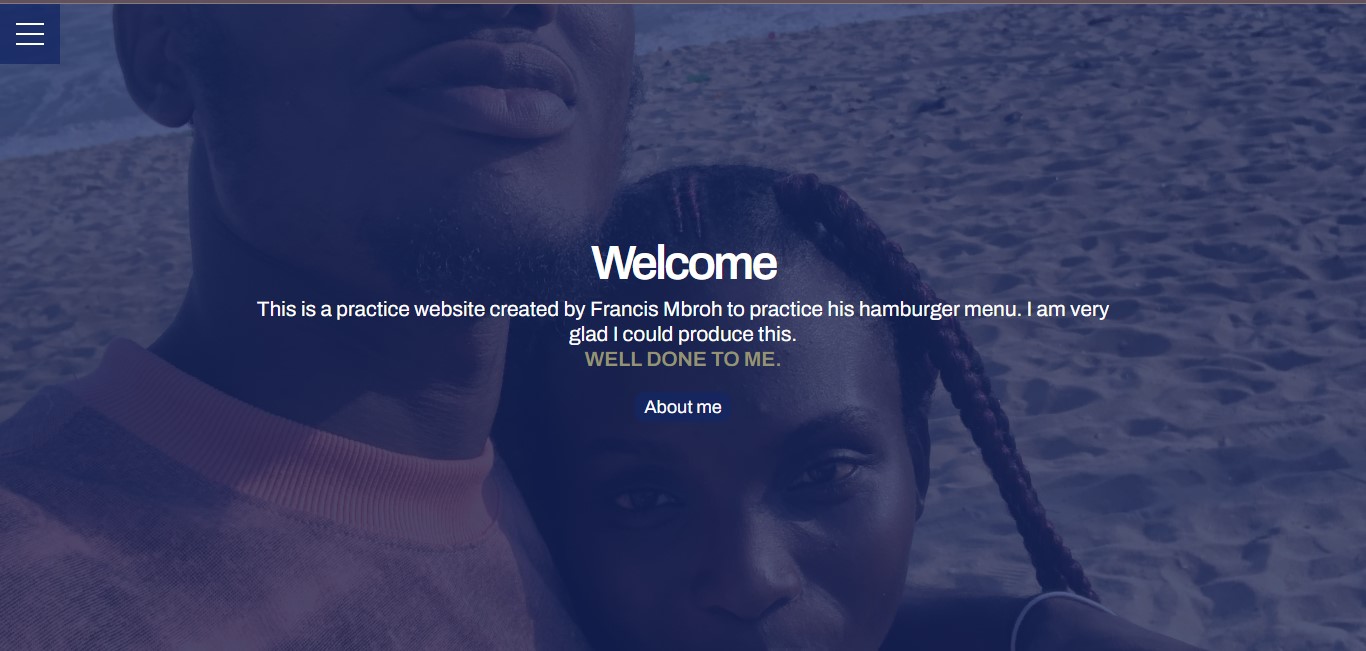 Welcome
This is a practice website created by Francis Mbroh to practice his hamburger menu. I am very
glad I could produce this.
WELL DONE TO ME.
About me